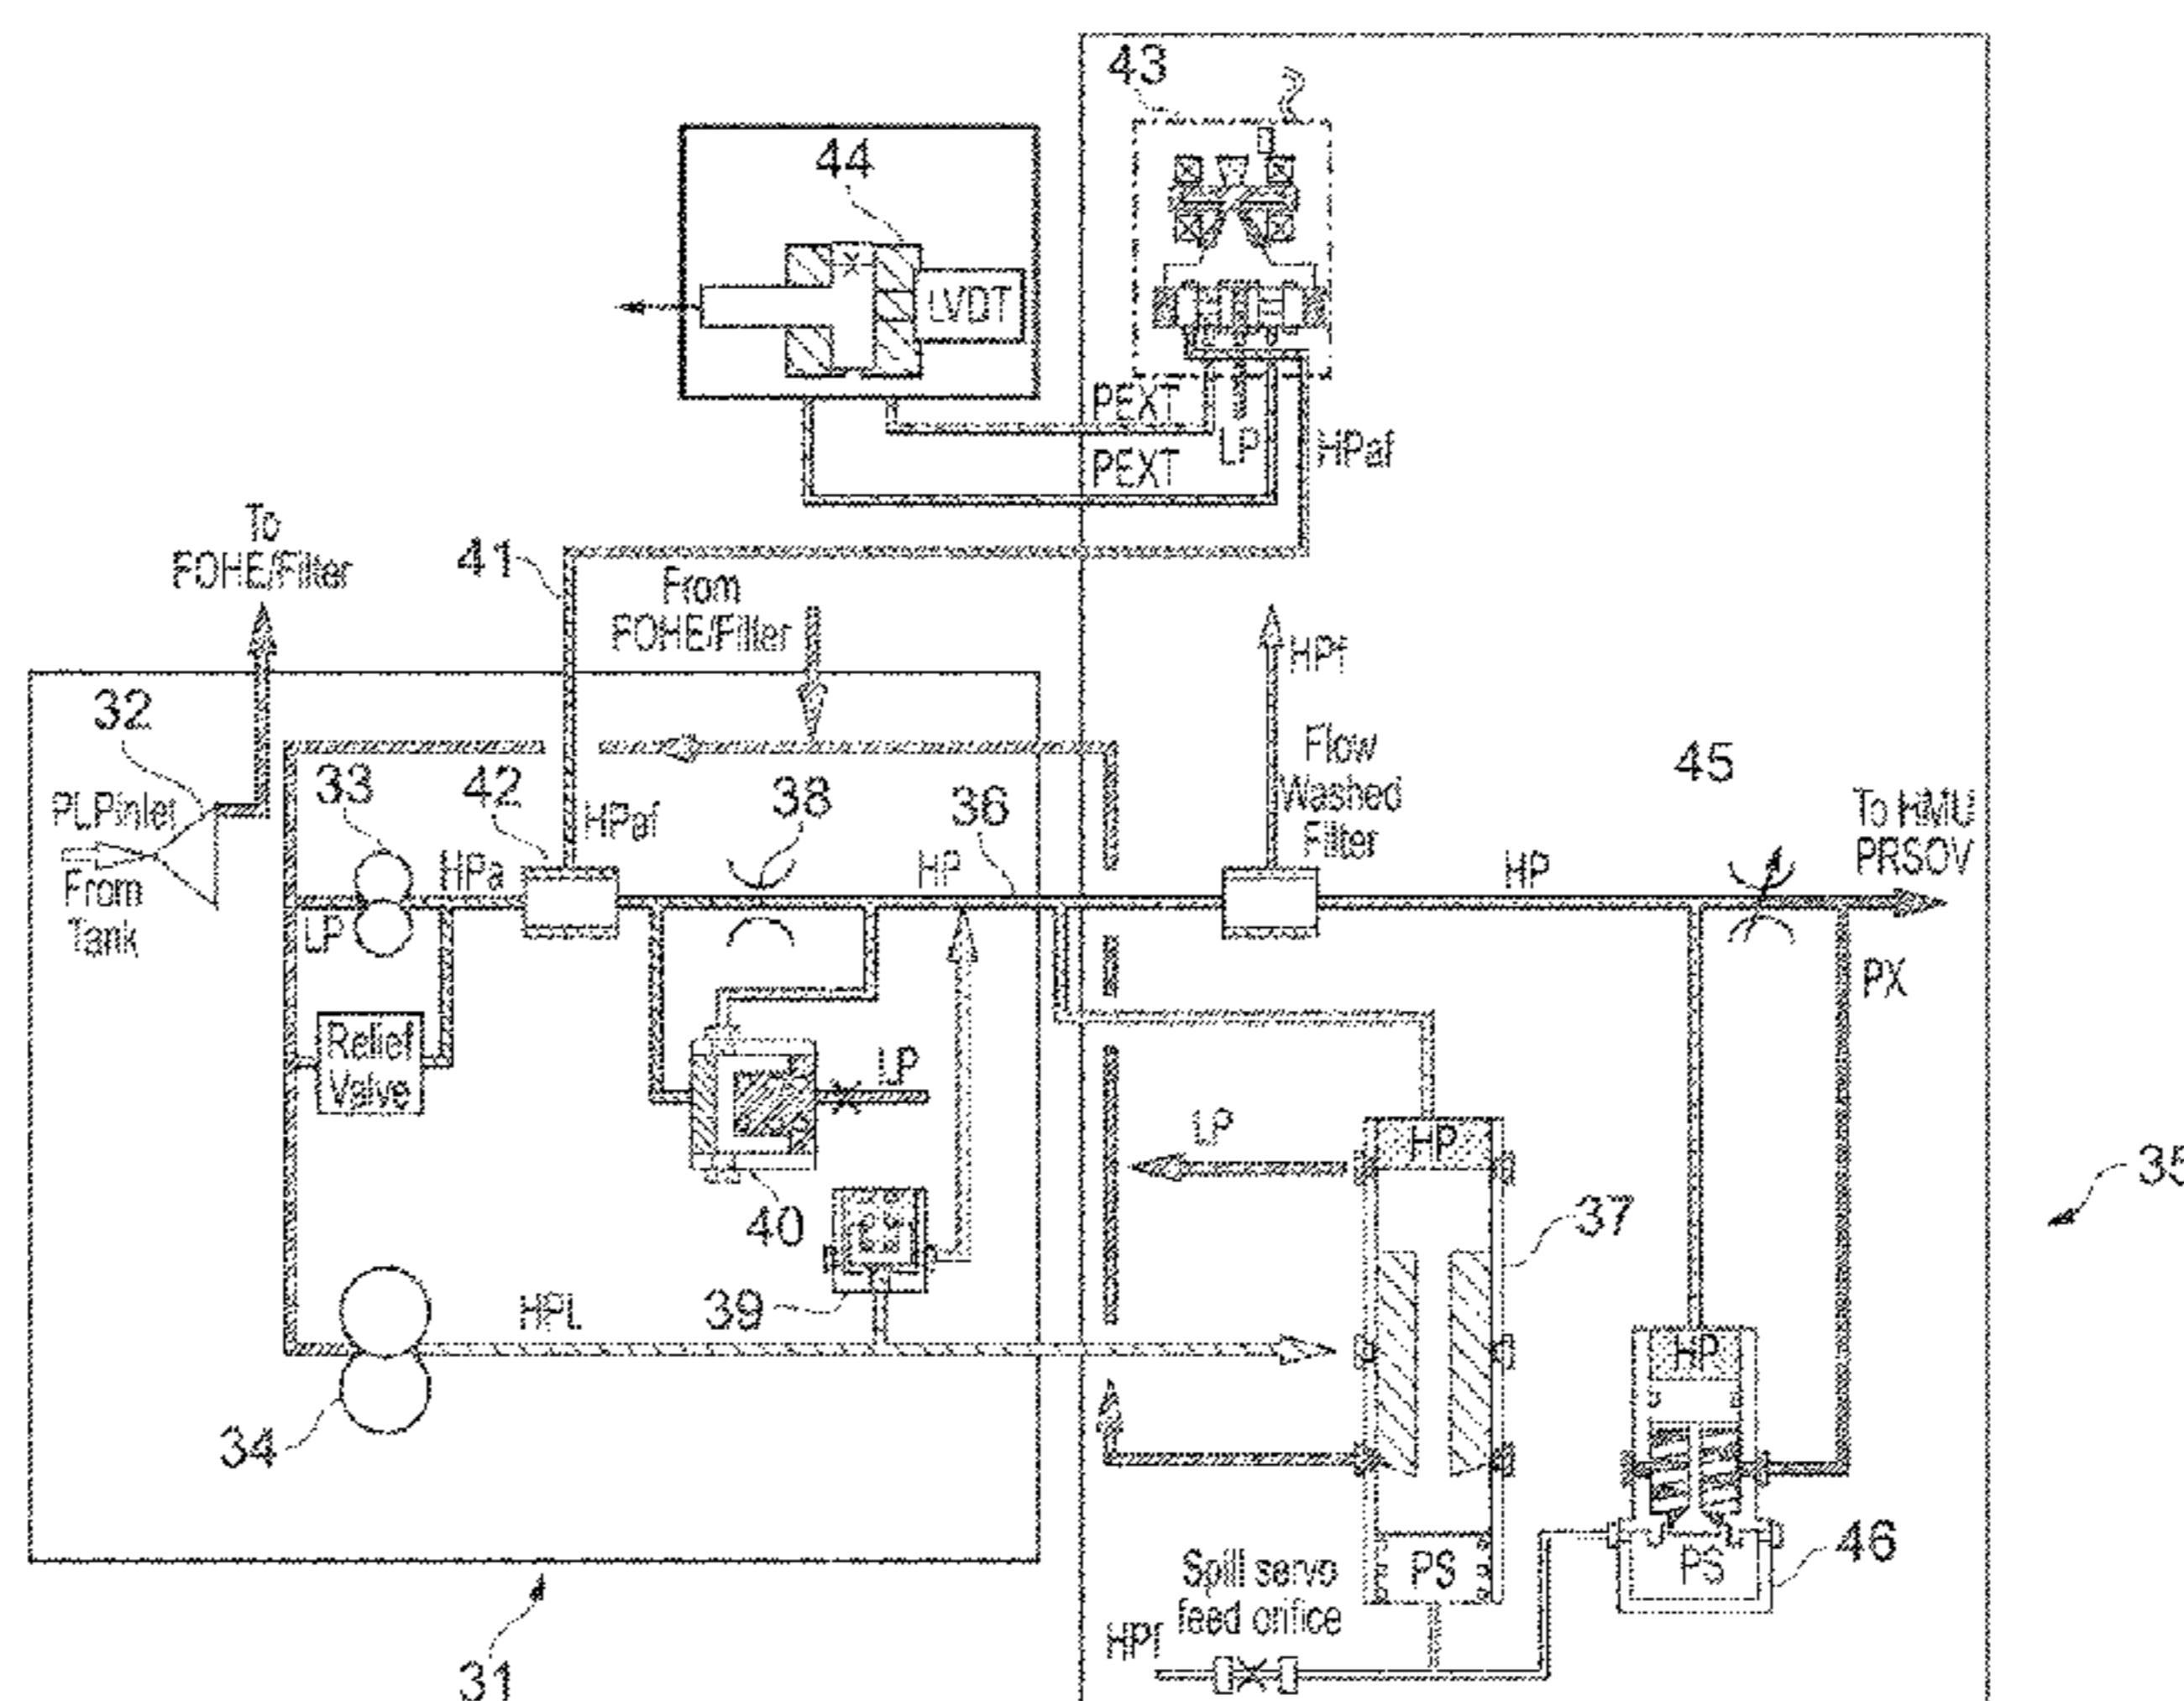 43
44
LVDT
PEXT
LP
HPaf
PEXT
To
FOHE/Filter
41
From
FOHE/Filter
HPf
32
PLPinlet
From
Tank
33
42
HPaf
38
36
Flow
Washed
Filter
45
To HMU
PRSOV
HPa
HP
HP
LP
PX
Relief
Valve
LP
LP
HP
35
40
37
39
HPL
HP
34
PS
46
PS
Spill servo
feed orifice
HPf
31